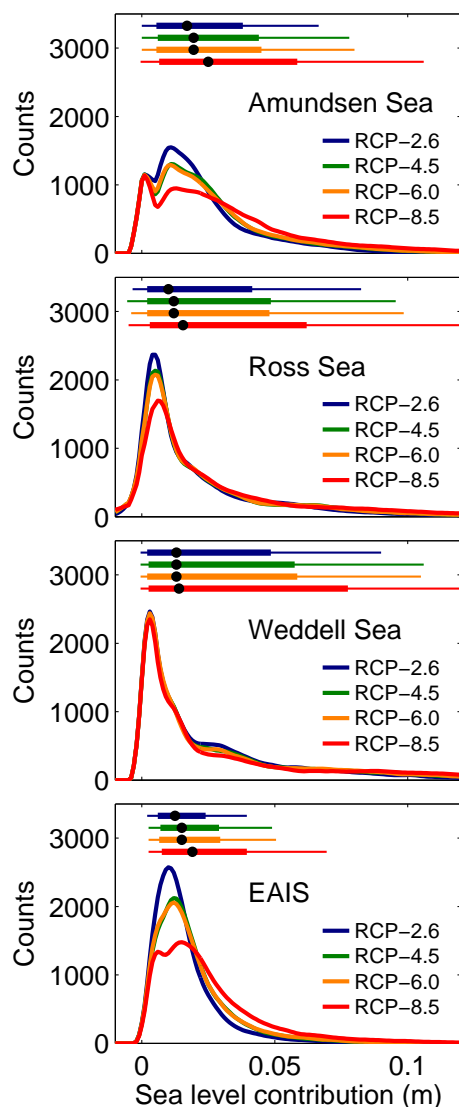 3000
2000
1000
0
Counts
Amundsen Sea
RCP−2.6
RCP−4.5
RCP−6.0
RCP−8.5
3000
2000
1000
0
Counts
Ross Sea
RCP−2.6
RCP−4.5
RCP−6.0
RCP−8.5
3000
2000
1000
0
Counts
Weddell Sea
RCP−2.6
RCP−4.5
RCP−6.0
RCP−8.5
3000
2000
1000
0
Counts
EAIS
RCP−2.6
RCP−4.5
RCP−6.0
RCP−8.5
0 0.05 0.1
Sea level contribution (m)